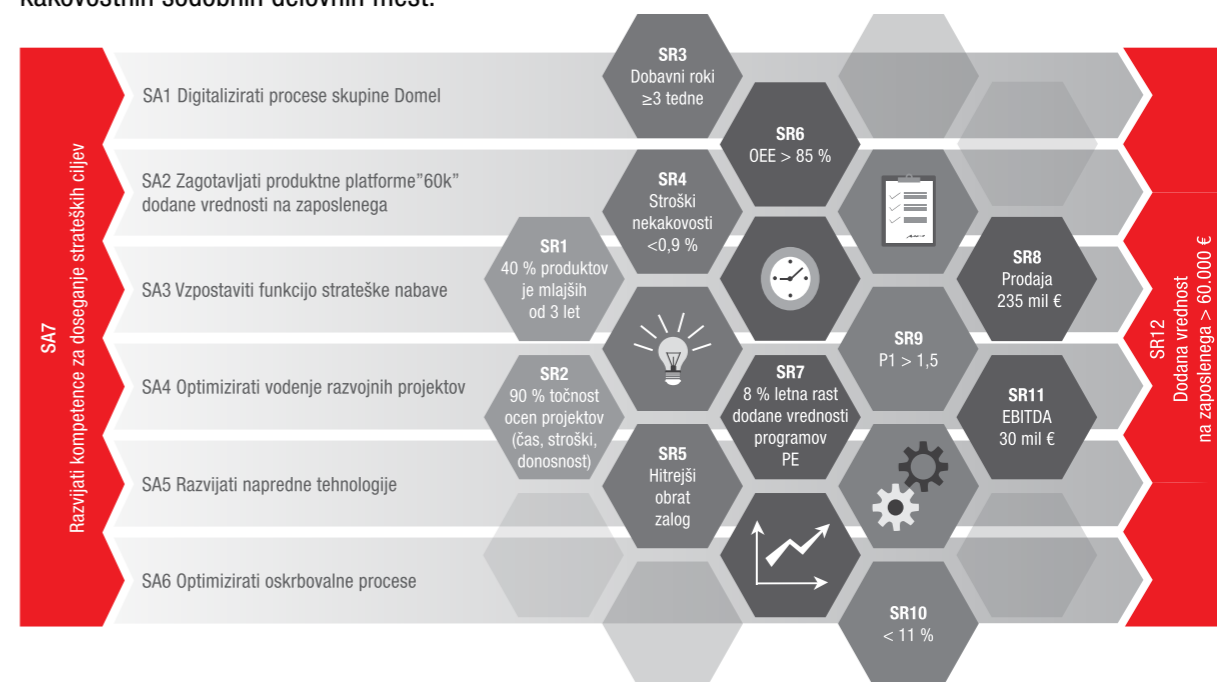 kakovostnih sodobnih delovnih mest.
SA7
Razvijati kompetence za doseganje strateških ciljev
SA1 Digitalizirati procese skupine Domel
SA2 Zagotavljati produktne platforme"60k"
dodane vrednosti na zaposlenega
SA3 Vzpostaviti funkcijo strateške nabave
SA4 Optimizirati vodenje razvojnih projektov
SA5 Razvijati napredne tehnologije
SA6 Optimizirati oskrbovalne procese
SR1
40 % produktov
je mlajših
od 3 let
SR2
90 % točnost
ocen projektov
(čas, stroški,
donosnost)
SR3
Dobavni roki
≥3 tedne
SR4
Stroški
nekakovosti
<0,9 %
SR5
Hitrejši
obrat
zalog
SR6
OEE > 85 %
SR7
8 % letna rast
dodane vrednosti
programov
PE
SR8
Prodaja
235 mil €
SR9
P1 > 1,5
SR10
< 11 %
SR11
EBITDA
30 mil €
SR12
Dodana vrednost
na zaposlenega > 60.000 €